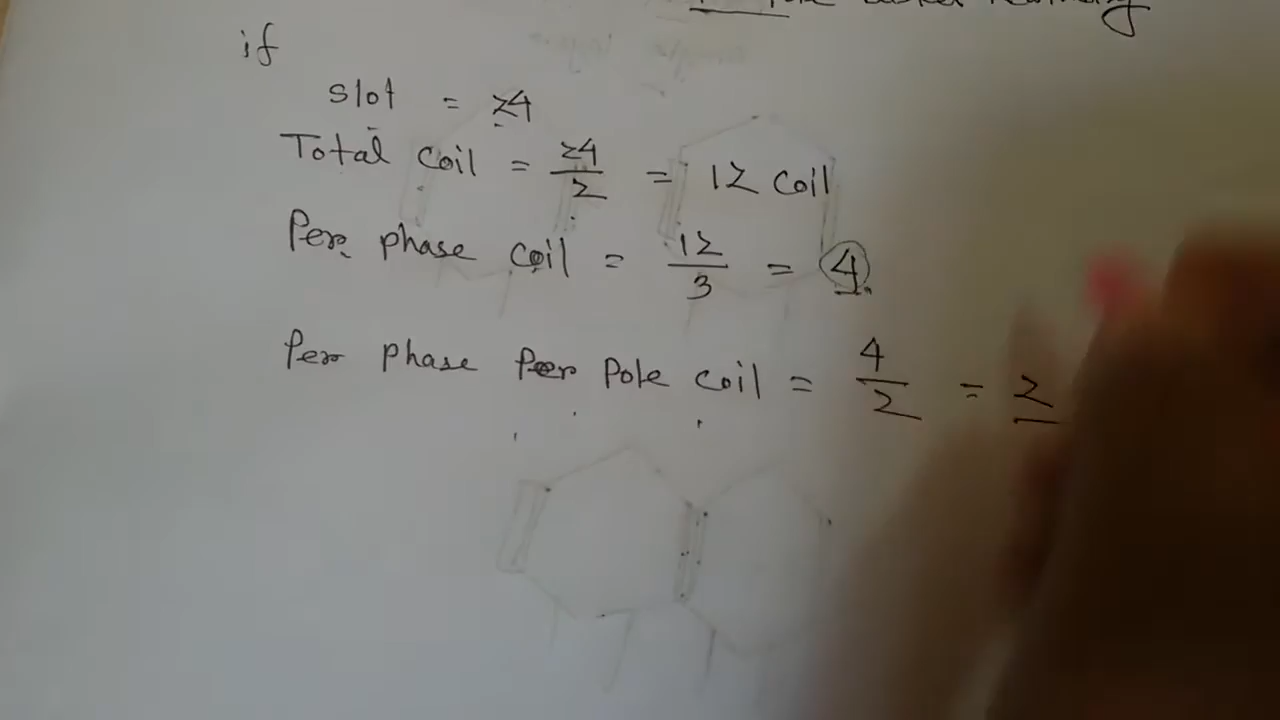 if
slot = 24
Total coil = 24/2 = 12 coil
Per phase coil = 12/3 = 4
Per phase Per Pole coil = 4/2 = 2